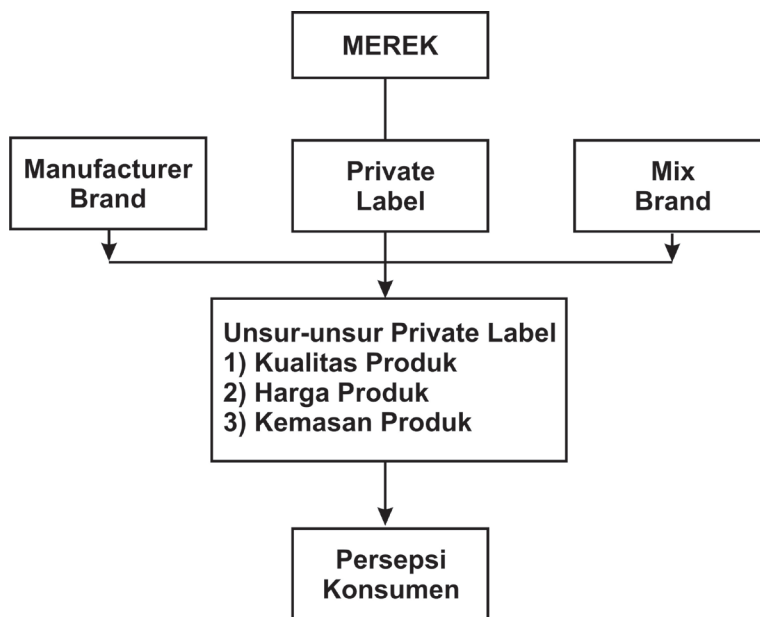 MEREK
Manufacturer
Brand
Private
Label
Mix
Brand
Unsur-unsur Private Label
1) Kualitas Produk
2) Harga Produk
3) Kemasan Produk
Persepsi
Konsumen